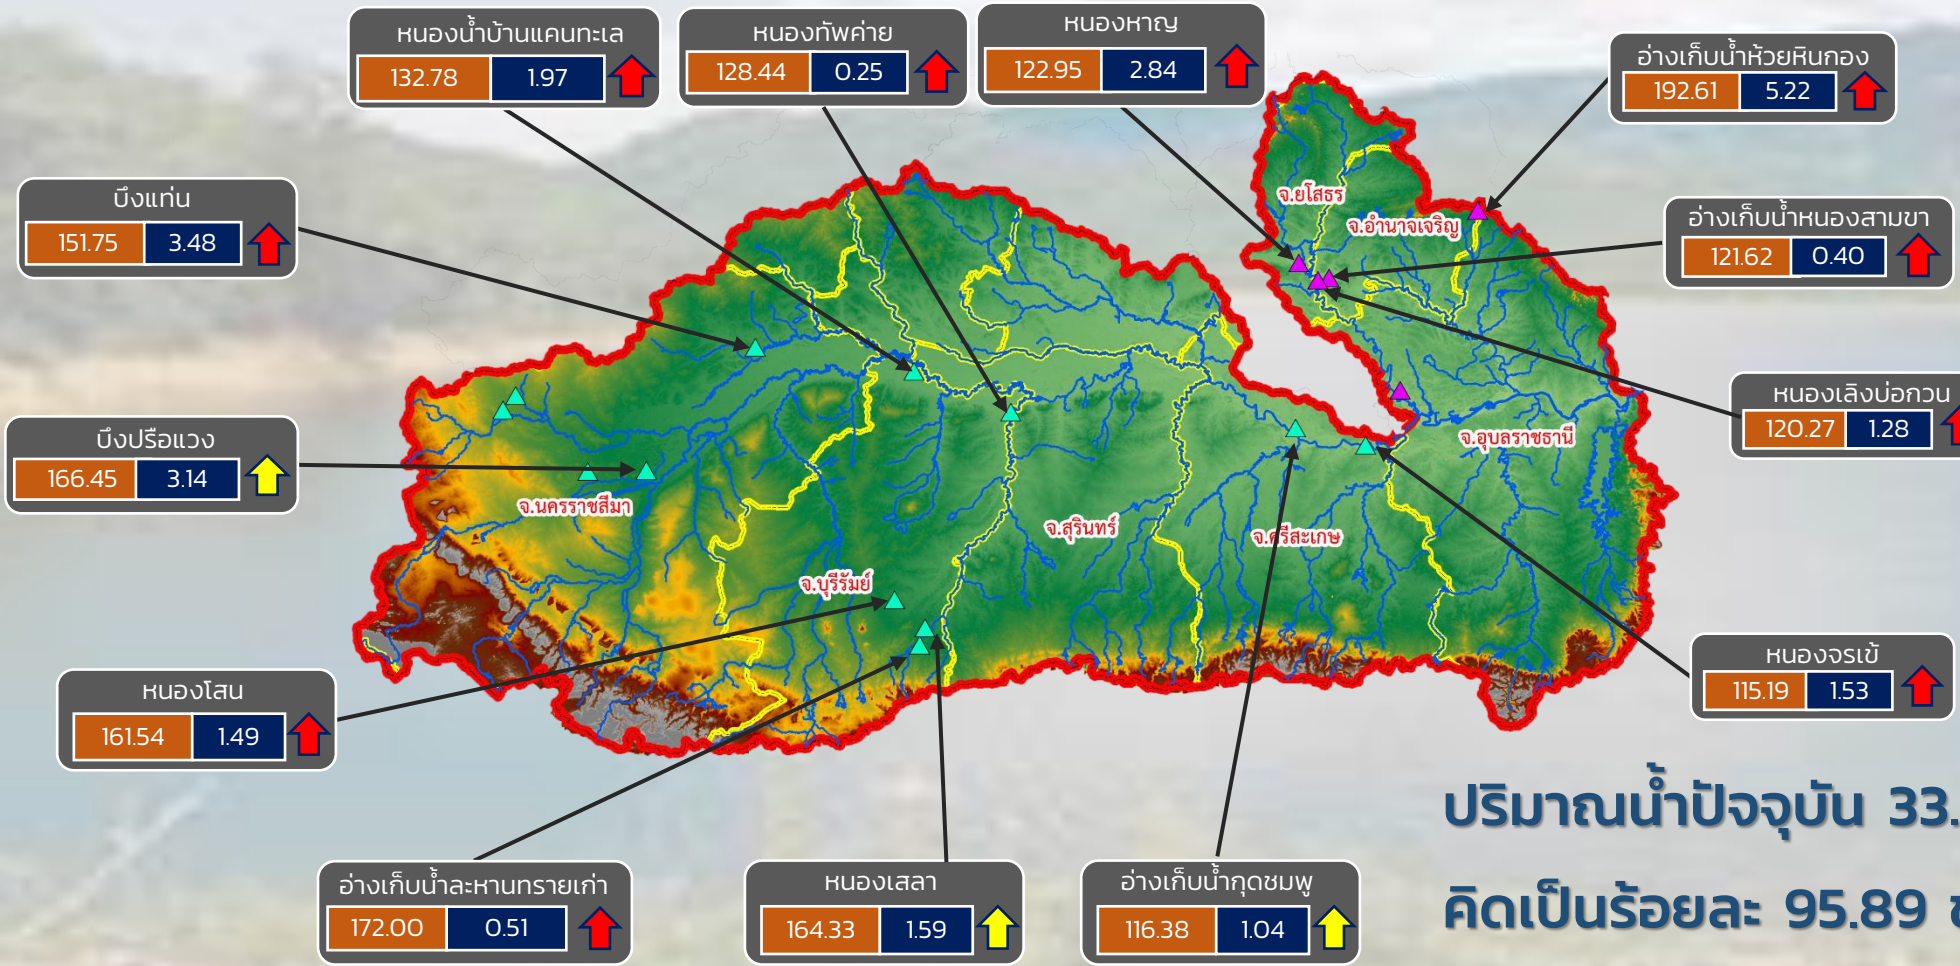 หนองน้ำบ้านแคนทะเล
132.78 1.97
หนองทัพค่าย
128.44 0.25
หนองหาญ
122.95 2.84
อ่างเก็บน้ำห้วยหินกอง
192.61 5.22
บึงแท่น
151.75 3.48
อ่างเก็บน้ำหนองสามขา
121.62 0.40
จ.ยโสธร
จ.อำนาจเจริญ
หนองเลิงบ่อกวน
120.27 1.28
บึงปรือแวง
166.45 3.14
จ.อุบลราชธานี
จ.นครราชสีมา
จ.สุรินทร์
จ.ศรีสะเกษ
จ.บุรีรัมย์
หนองจรเข้
115.19 1.53
หนองโสน
161.54 1.49
อ่างเก็บน้ำละหานทรายเก่า
172.00 0.51
หนองเสลา
164.33 1.59
อ่างเก็บน้ำกุดชมพู
116.38 1.04
ปริมาณน้ำปัจจุบัน 33.
คิดเป็นร้อยละ 95.89